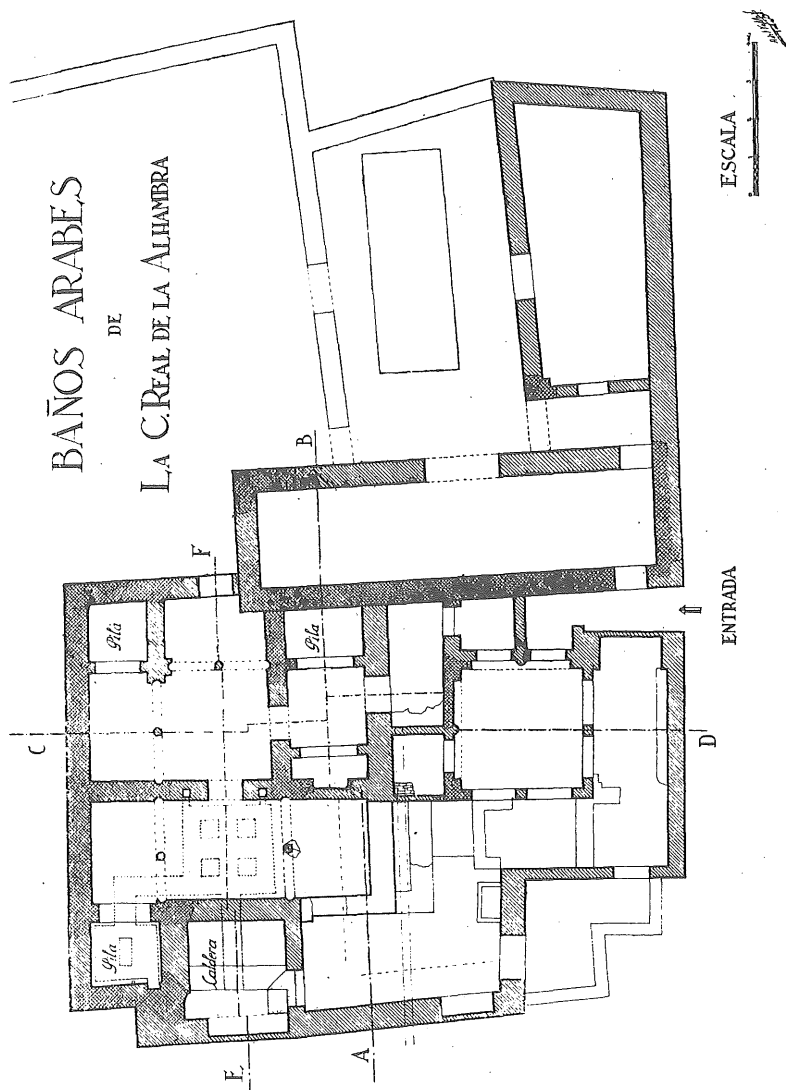 BAÑOS ARABES
DE
LA C. REAL DE LA ALHAMBRA
ESCALA
ENTRADA
Pila
Pila
Pila
Caldera
A
B
C
D
E
F